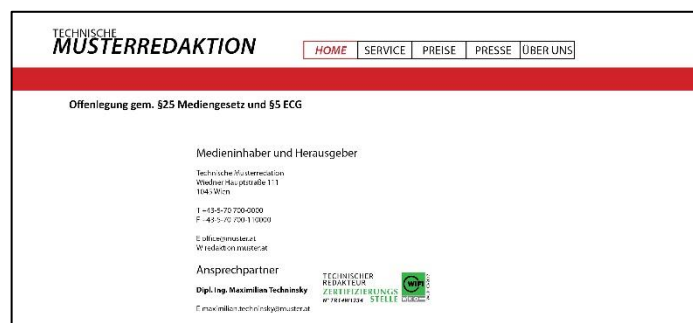 TECHNISCHE
MUSTERREDAKTION
HOME SERVICE PREISE PRESSE ÜBER UNS
Offenlegung gem. §25 Mediengesetz und §5 ECG
Medieninhaber und Herausgeber
Technische Musterredation
Wiedner Hauptstraße 111
1045 Wien
T +43-5-70 700-0000
F +43-5-70 700-110000
E office@muster.at
W redaktion.muster.at
Ansprechpartner
Dipl. Ing. Maximilian Techninsky
E maximilian.techninsky@muster.at
TECHNISCHER
REDAKTEUR
ZERTIFIZIERUNGS
N° TR14W1234 STELLE
WIFI